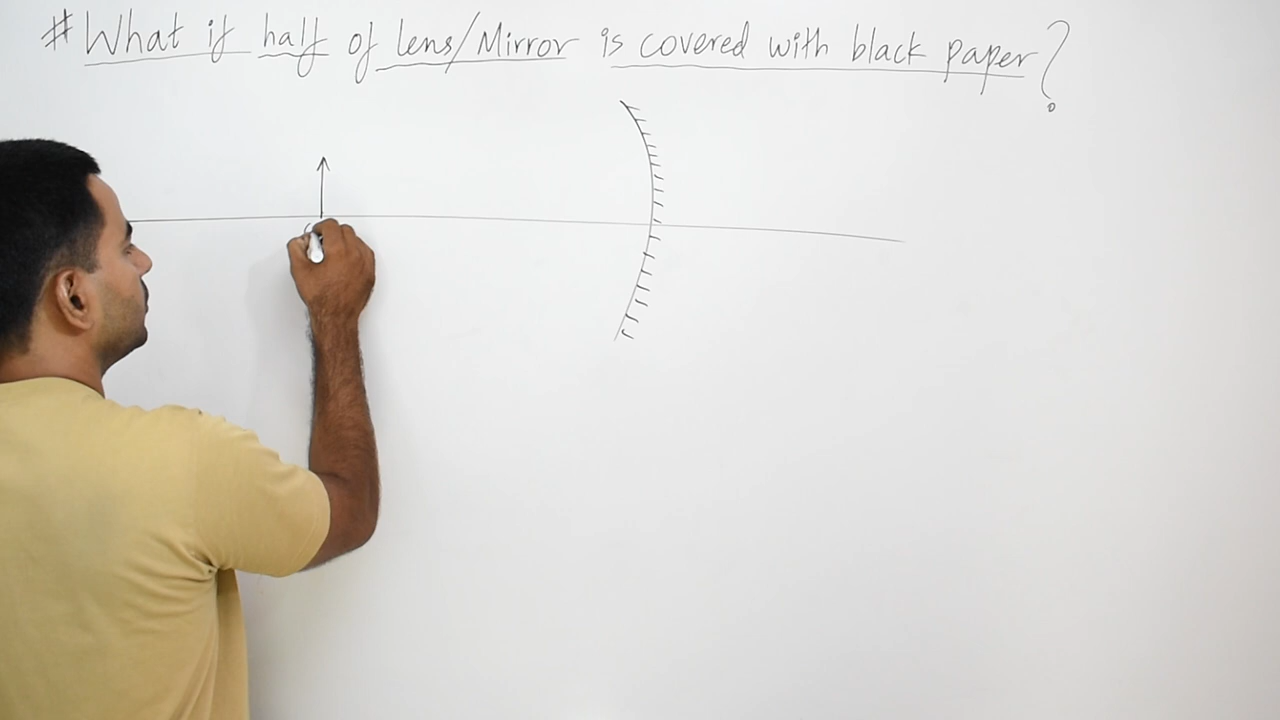 # What if half of lens/Mirror is covered with black paper?